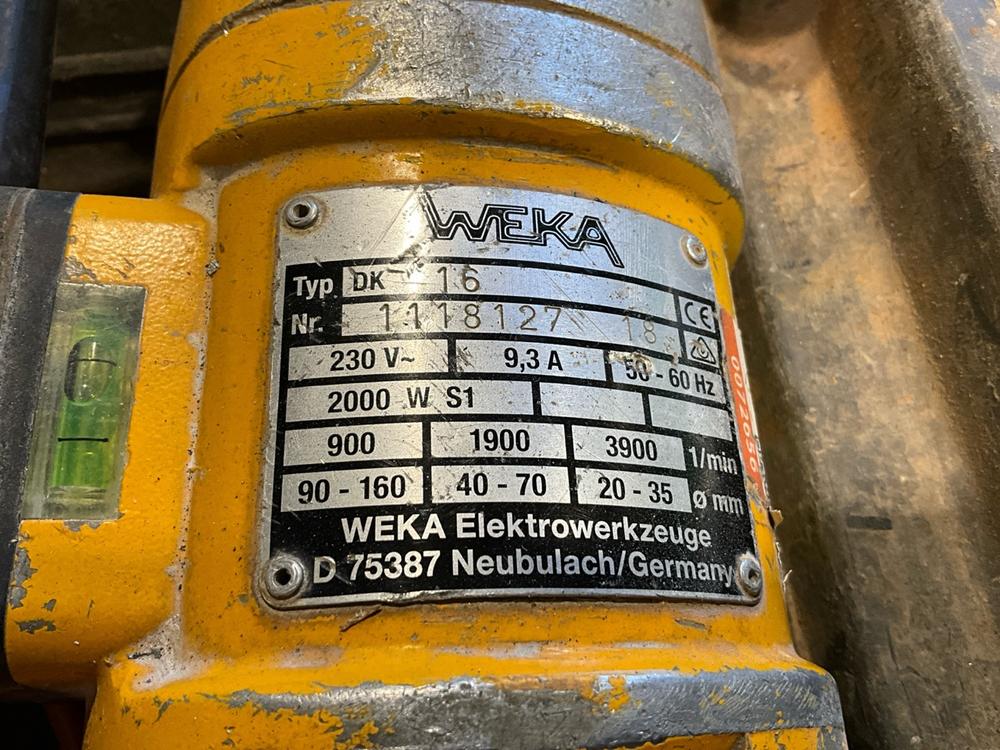 WEKA
Typ DK 16
Nr. 1118127 18
CE
230 V~ 9,3 A 50 - 60 Hz
2000 W S1
900 1900 3900 1/min
90 - 160 40 - 70 20 - 35 ø mm
WEKA Elektrowerkzeuge
D 75387 Neubulach/Germany